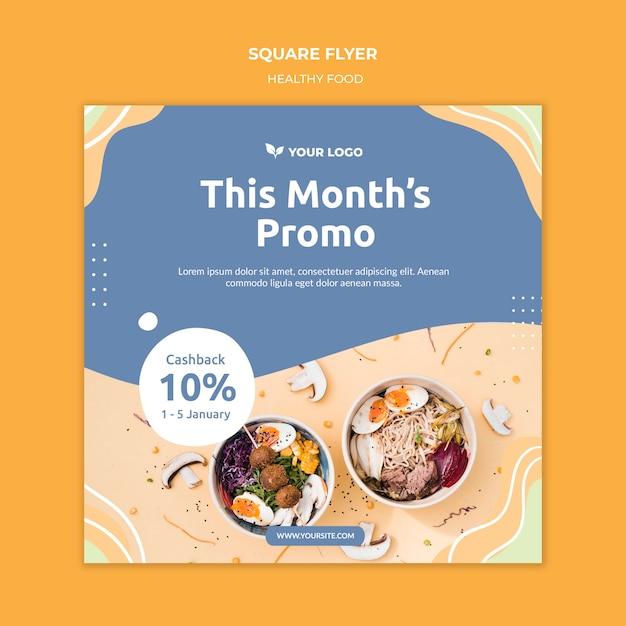 SQUARE FLYER
HEALTHY FOOD
YOUR LOGO
This Month's
Promo
Lorem ipsum dolor sit amet, consectetuer adipiscing elit. Aenean
commodo ligula eget dolor. Aenean massa.
Cashback
10%
1 - 5 January
WWW.YOURSITE.COM